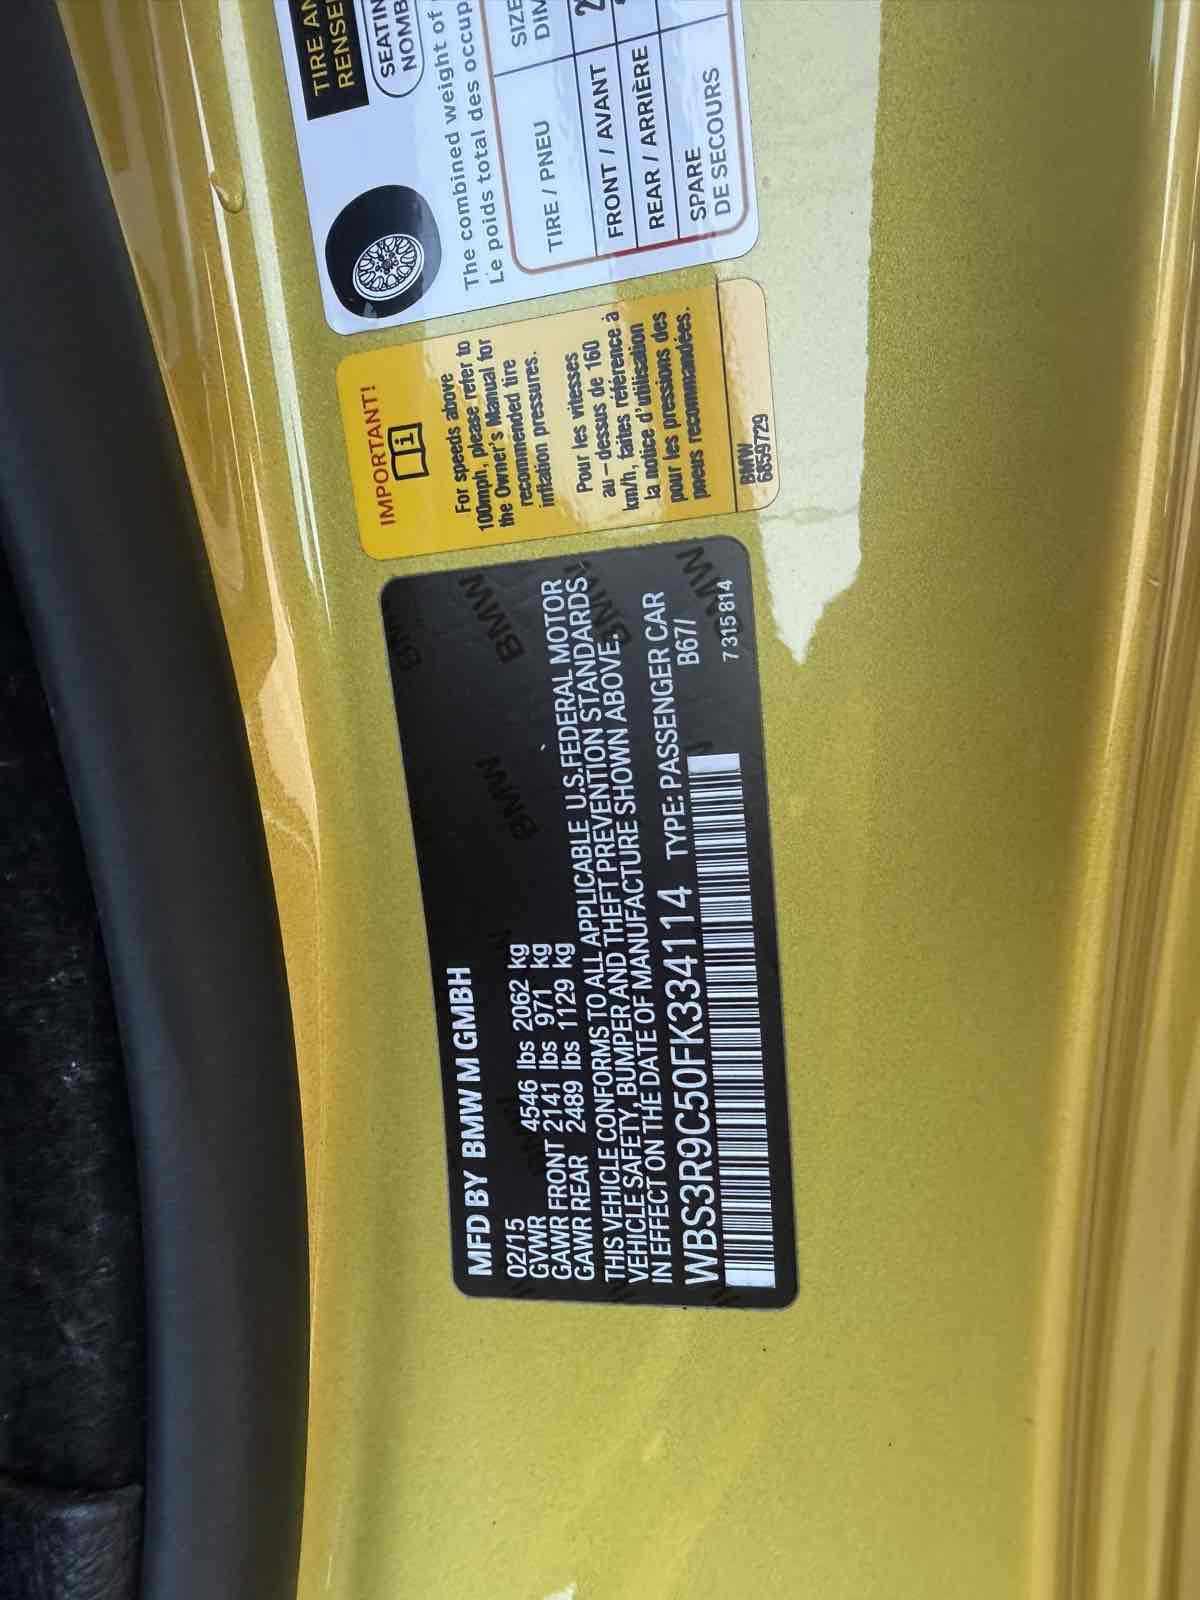 TIRE AN
RENSE
SEATIN
NOMB
The combined weight of
Le poids total des occup
TIRE / PNEU
SIZE
DIM
FRONT / AVANT
REAR / ARRIÈRE
SPARE
DE SECOURS
IMPORTANT!
i
For speeds above
100mph, please refer to
the Owner's Manual for
recommended tire
inflation pressures.
Pour les vitesses
au-dessus de 160
km/h, faites référence à
la notice d'utilisation
pour les pressions des
pneus recommandées.
BMW
6859729
MFD BY BMW M GMBH
02/15
GVWR 4546 lbs 2062 kg
GAWR FRONT 2141 lbs 971 kg
GAWR REAR 2489 lbs 1129 kg
THIS VEHICLE CONFORMS TO ALL APPLICABLE U.S.FEDERAL MOTOR
VEHICLE SAFETY, BUMPER AND THEFT PREVENTION STANDARDS
IN EFFECT ON THE DATE OF MANUFACTURE SHOWN ABOVE.
WBS3R9C50FK334114 TYPE: PASSENGER CAR
B67/
7315814
BMW
BMW
BMW
BMW